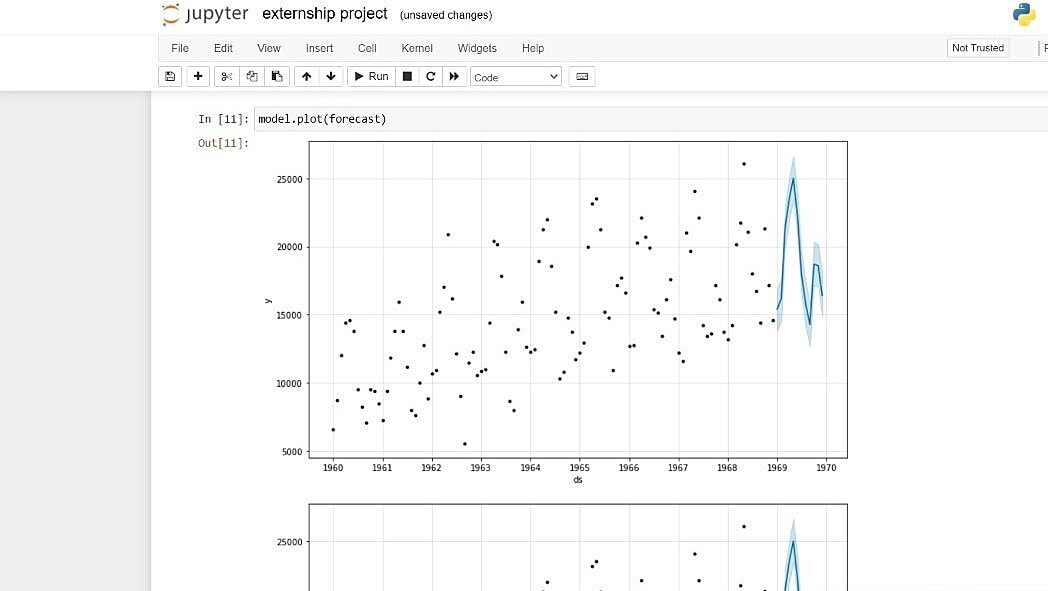 jupyter externship project (unsaved changes)
File Edit View Insert Cell Kernel Widgets Help Not Trusted
Run Code
In [11]: model.plot(forecast)
Out[11]:
25000
20000
y
15000
10000
5000
1960 1961 1962 1963 1964 1965 1966 1967 1968 1969 1970
ds
25000